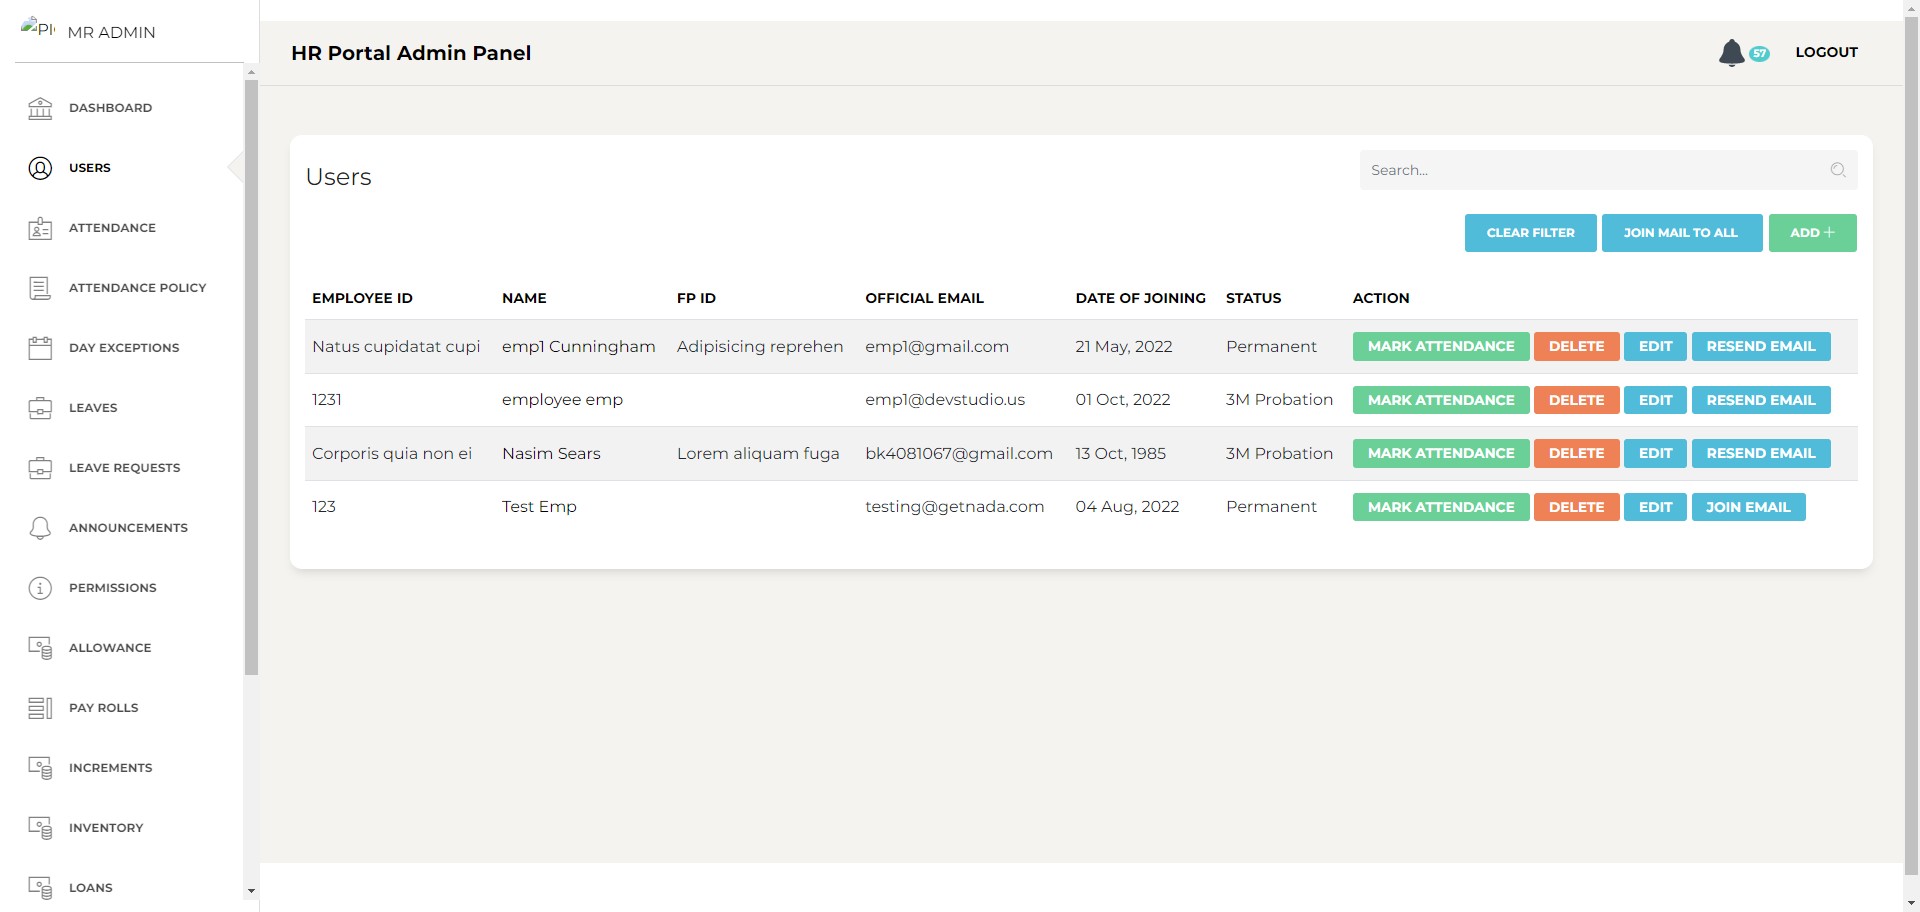 MR ADMIN
DASHBOARD
USERS
ATTENDANCE
ATTENDANCE POLICY
DAY EXCEPTIONS
LEAVES
LEAVE REQUESTS
ANNOUNCEMENTS
PERMISSIONS
ALLOWANCE
PAY ROLLS
INCREMENTS
INVENTORY
LOANS
HR Portal Admin Panel
57 LOGOUT
Users
Search...
CLEAR FILTER JOIN MAIL TO ALL ADD +
EMPLOYEE ID NAME FP ID OFFICIAL EMAIL DATE OF JOINING STATUS ACTION
Natus cupidatat cupi emp1 Cunningham Adipisicing reprehen emp1@gmail.com 21 May, 2022 Permanent MARK ATTENDANCE DELETE EDIT RESEND EMAIL
1231 employee emp emp1@devstudio.us 01 Oct, 2022 3M Probation MARK ATTENDANCE DELETE EDIT RESEND EMAIL
Corporis quia non ei Nasim Sears Lorem aliquam fuga bk4081067@gmail.com 13 Oct, 1985 3M Probation MARK ATTENDANCE DELETE EDIT RESEND EMAIL
123 Test Emp testing@getnada.com 04 Aug, 2022 Permanent MARK ATTENDANCE DELETE EDIT JOIN EMAIL